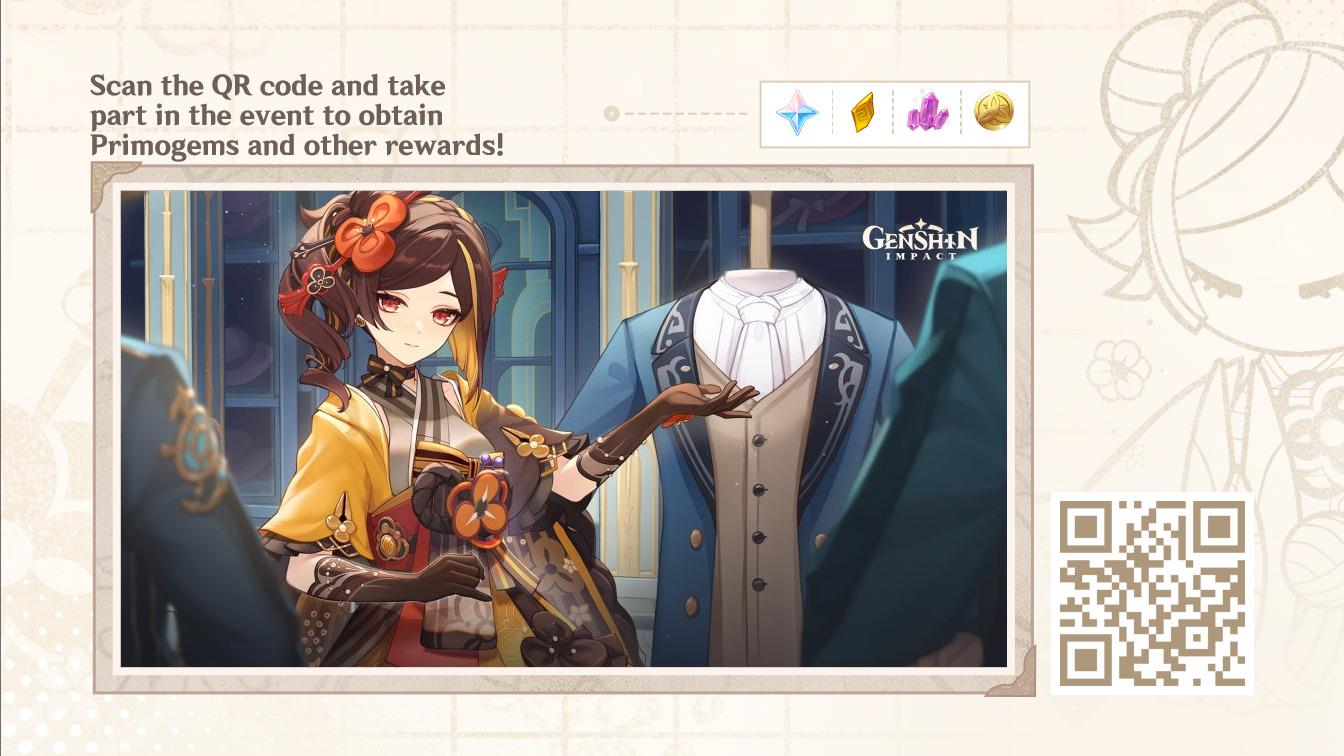 Scan the QR code and take
part in the event to obtain
Primogems and other rewards!
GENSHIN
IMPACT